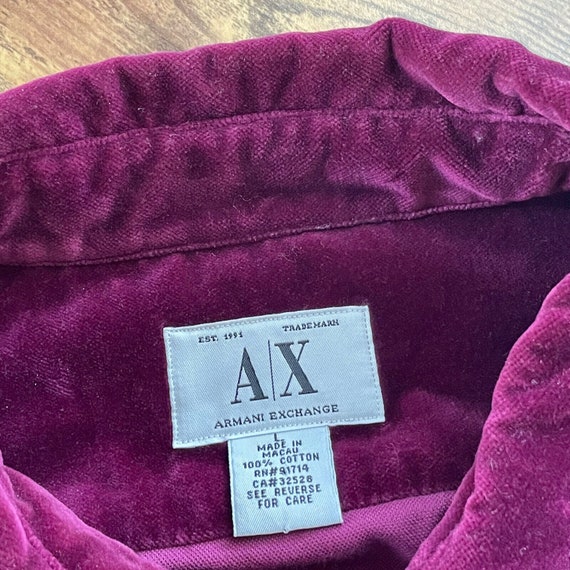 EST. 1991 TRADEMARK
A|X
ARMANI EXCHANGE
L
MADE IN
MACAU
100% COTTON
RN#91714
CA#32528
SEE REVERSE
FOR CARE